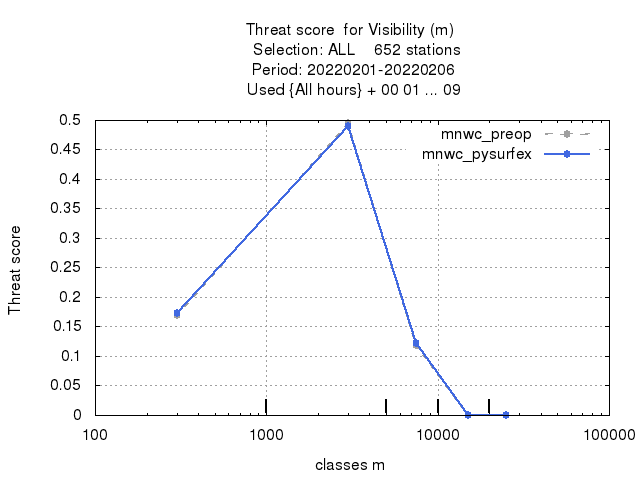 Threat score  for Visibility (m)
Selection: ALL    652 stations
Period: 20220201-20220206
Used {All hours} + 00 01 ... 09
mnwc_preop
mnwc_pysurfex
Threat score
0.5
0.45
0.4
0.35
0.3
0.25
0.2
0.15
0.1
0.05
0
100
1000
10000
100000
classes m